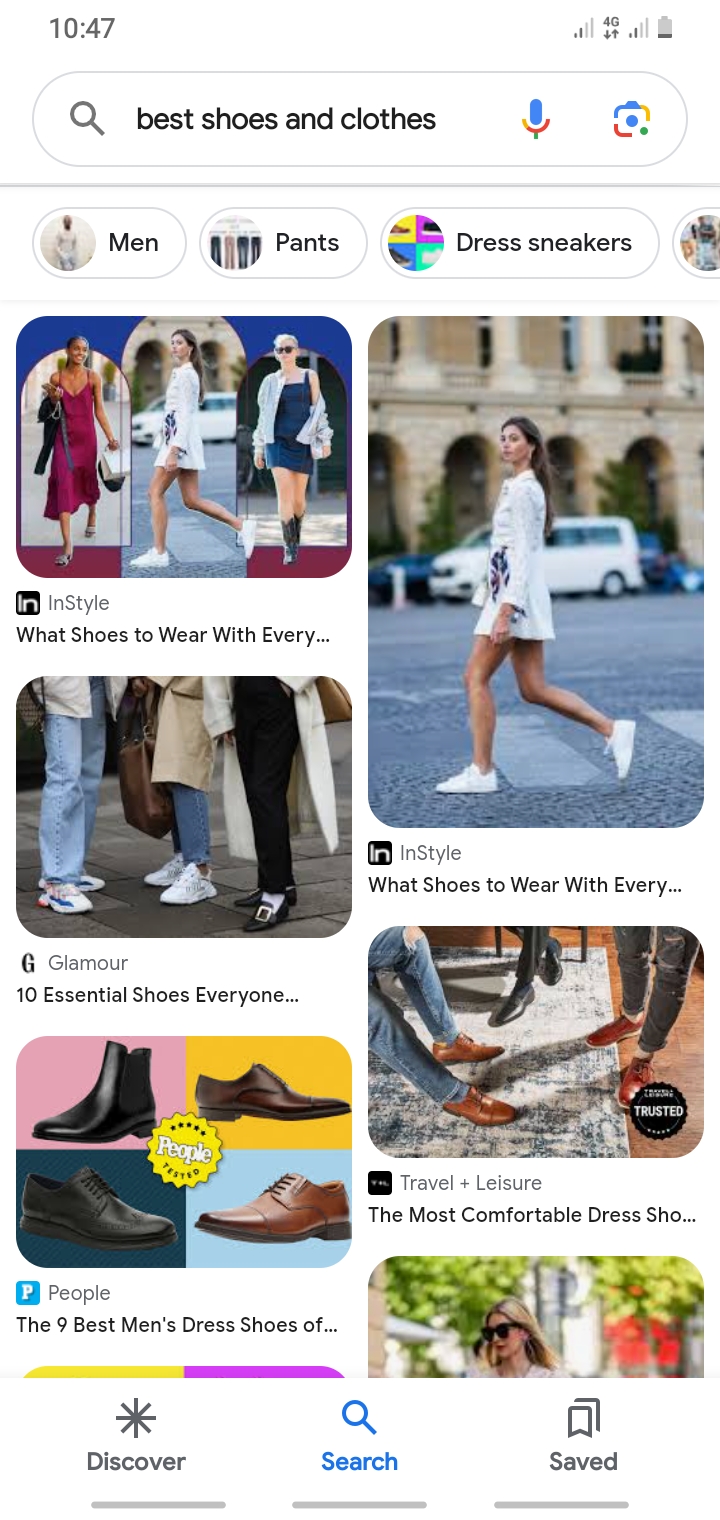 10:47
4G
best shoes and clothes
Men
Pants
Dress sneakers
InStyle
What Shoes to Wear With Every...
InStyle
What Shoes to Wear With Every...
G Glamour
10 Essential Shoes Everyone...
TRAVEL+
LEISURE
TRUSTED
People
TESTED
T+L Travel + Leisure
The Most Comfortable Dress Sho...
P People
The 9 Best Men's Dress Shoes of...
Discover
Search
Saved